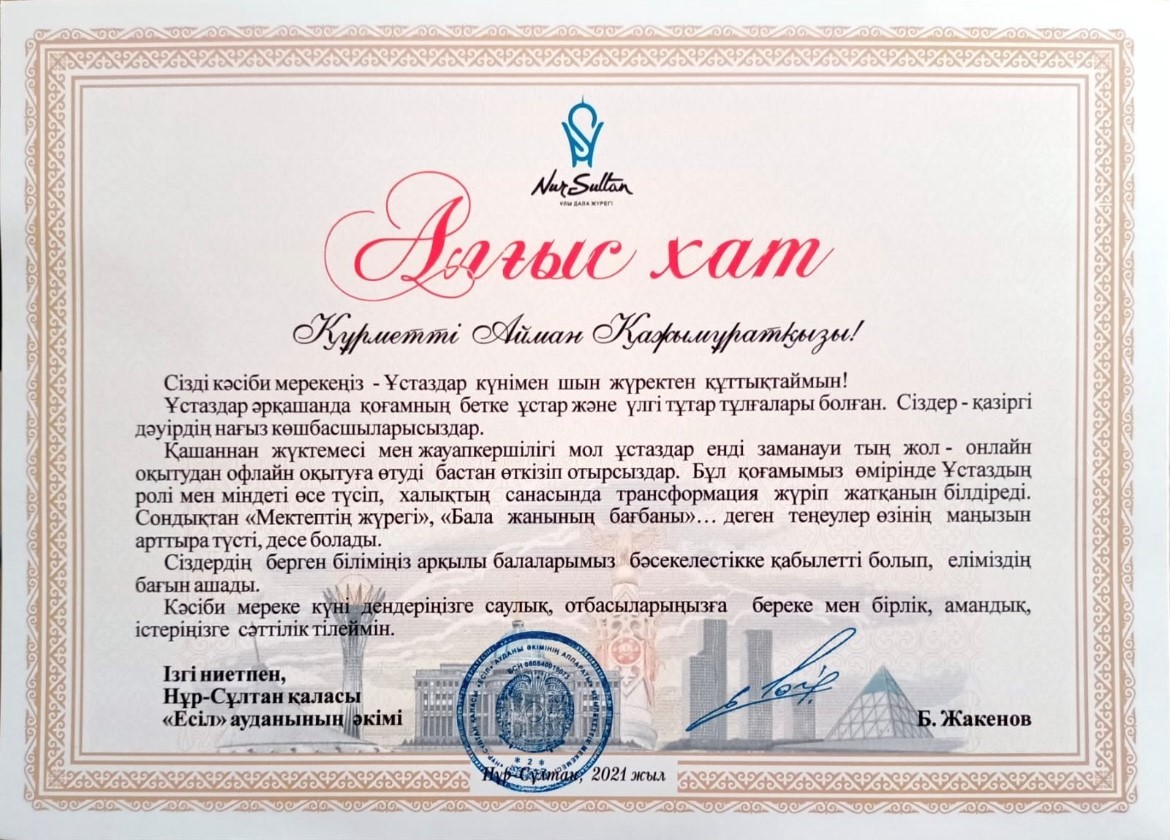 Nur Sultan
ҰЛЫ ДАЛА ЖҮРЕГІ
Алғыс хат
Құрметті Айман Кажымұратқызы!
Сізді кәсіби мерекеңіз - Ұстаздар күнімен шын жүректен құттықтаймын!
Ұстаздар әрқашанда қоғамның бетке ұстар және үлгі тұтар тұлғалары болған. Сіздер - қазіргі
дәуірдің нағыз көшбасшыларысыздар.
Қашаннан жүктемесі мен жауапкершілігі мол ұстаздар енді заманауи тың жол - онлайн
оқытудан офлайн оқытуға өтуді бастан өткізіп отырсыздар. Бұл қоғамымыз өмірінде Ұстаздың
ролі мен міндеті өсе түсіп, халықтың санасында трансформация жүріп жатқанын білдіреді.
Сондықтан «Мектептің жүрегі», «Бала жанының бағбаны»... деген теңеулер өзінің маңызын
арттыра түсті, десе болады.
Сіздердің берген біліміңіз арқылы балаларымыз бәсекелестікке қабылетті болып, еліміздің
бағын ашады.
Кәсіби мереке күні дендеріңізге саулық, отбасыларыңызға береке мен бірлік, амандық,
істеріңізге сәттілік тілеймін.
Ізгі ниетпен,
Нұр-Сұлтан қаласы
«Есіл» ауданының әкімі
Б. Жакенов
* 2 *
Нұр-Сұлтан, 2021 жыл